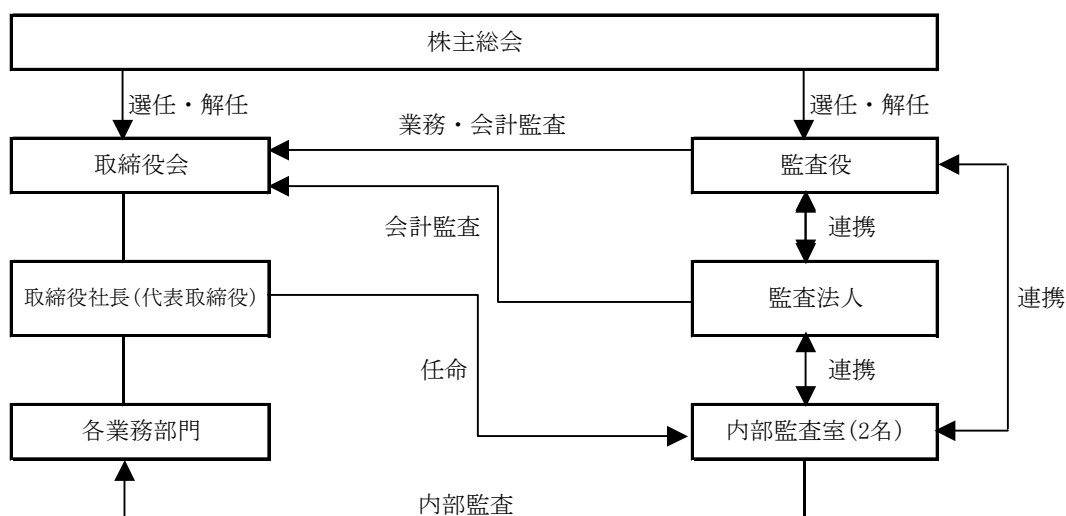 株主総会
選任・解任
選任・解任
業務・会計監査
取締役会
監査役
会計監査
連携
取締役社長(代表取締役)
監査法人
連携
任命
連携
各業務部門
内部監査室(2名)
内部監査